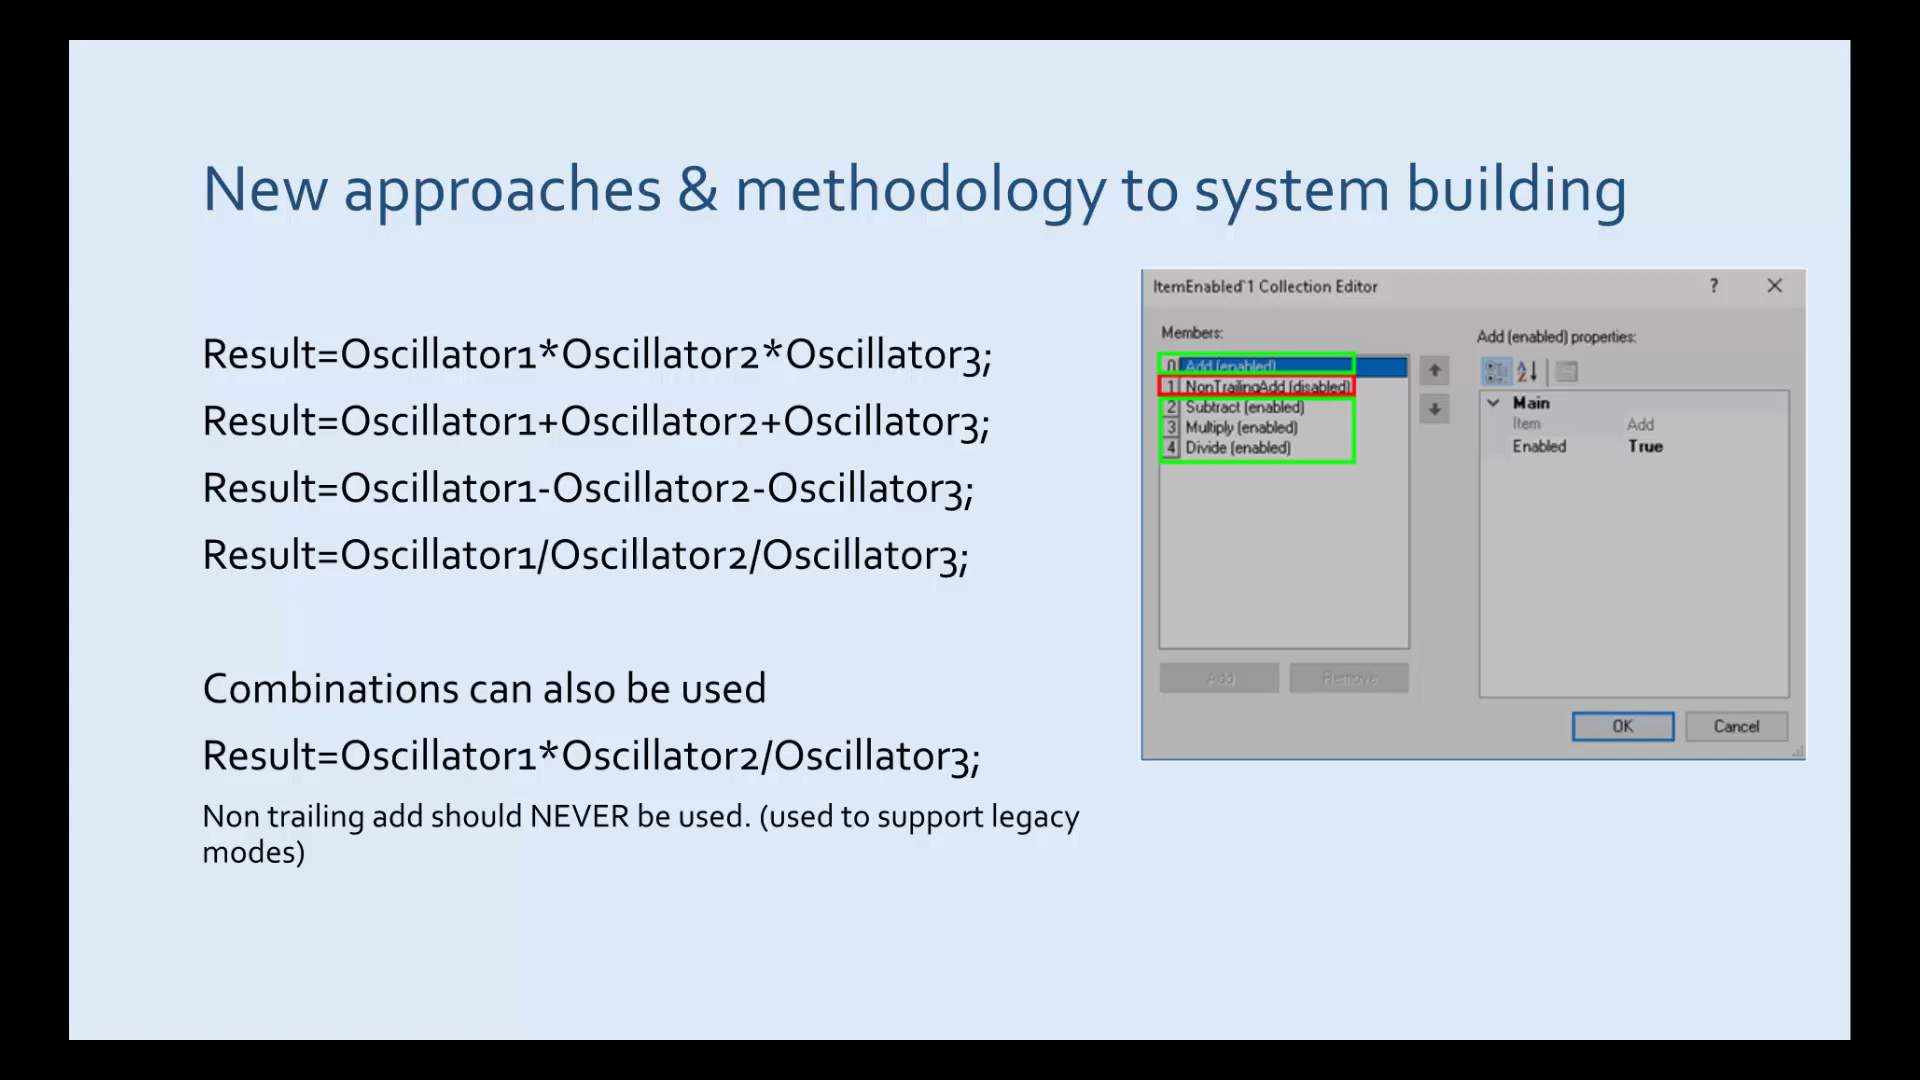 New approaches & methodology to system building
Result=Oscillator1*Oscillator2*Oscillator3;
Result=Oscillator1+Oscillator2+Oscillator3;
Result=Oscillator1-Oscillator2-Oscillator3;
Result=Oscillator1/Oscillator2/Oscillator3;
Combinations can also be used
Result=Oscillator1*Oscillator2/Oscillator3;
Non trailing add should NEVER be used. (used to support legacy
modes)
ItemEnabled`1 Collection Editor
?
Members:
0 Add (enabled)
1 NonTrailingAdd (disabled)
2 Subtract (enabled)
3 Multiply (enabled)
4 Divide (enabled)
Add
Remove
Add (enabled) properties:
Main
Item Add
Enabled True
OK
Cancel